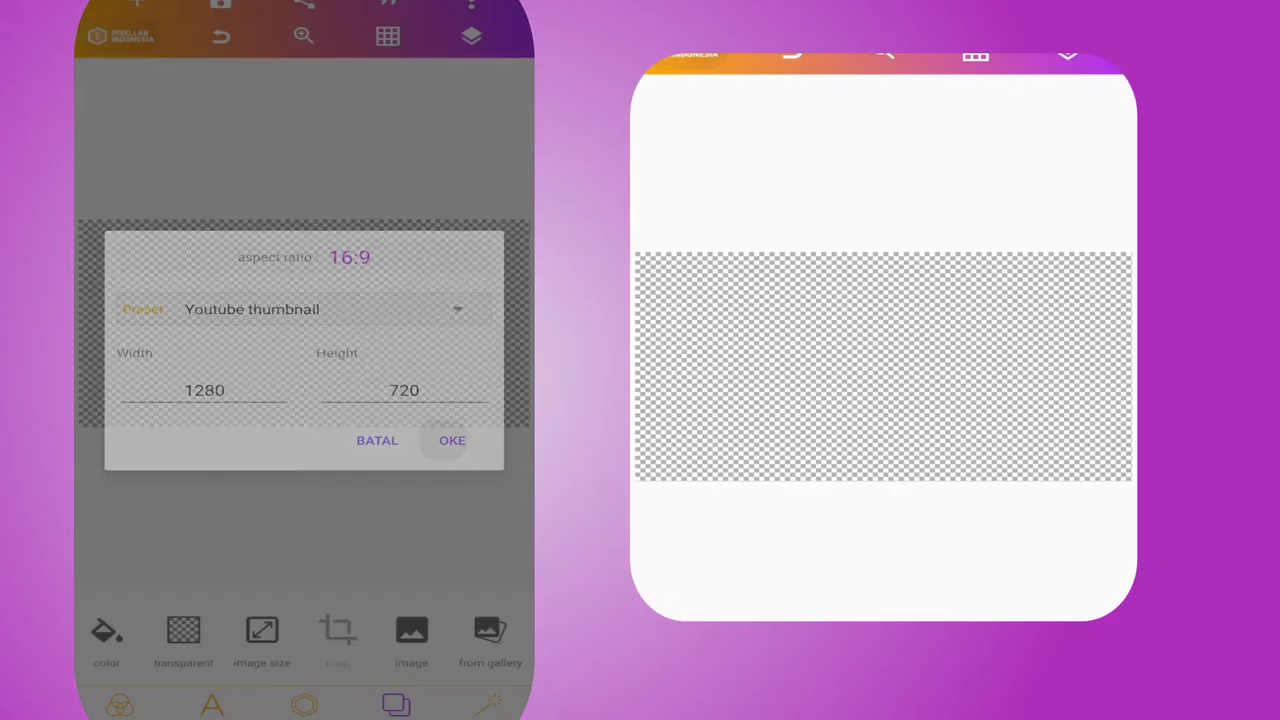 PIXELLAB
INDONESIA
INDONESIA
aspect ratio : 16:9
Preset Youtube thumbnail
Width Height
1280 720
BATAL OKE
color transparent image size crop image from gallery